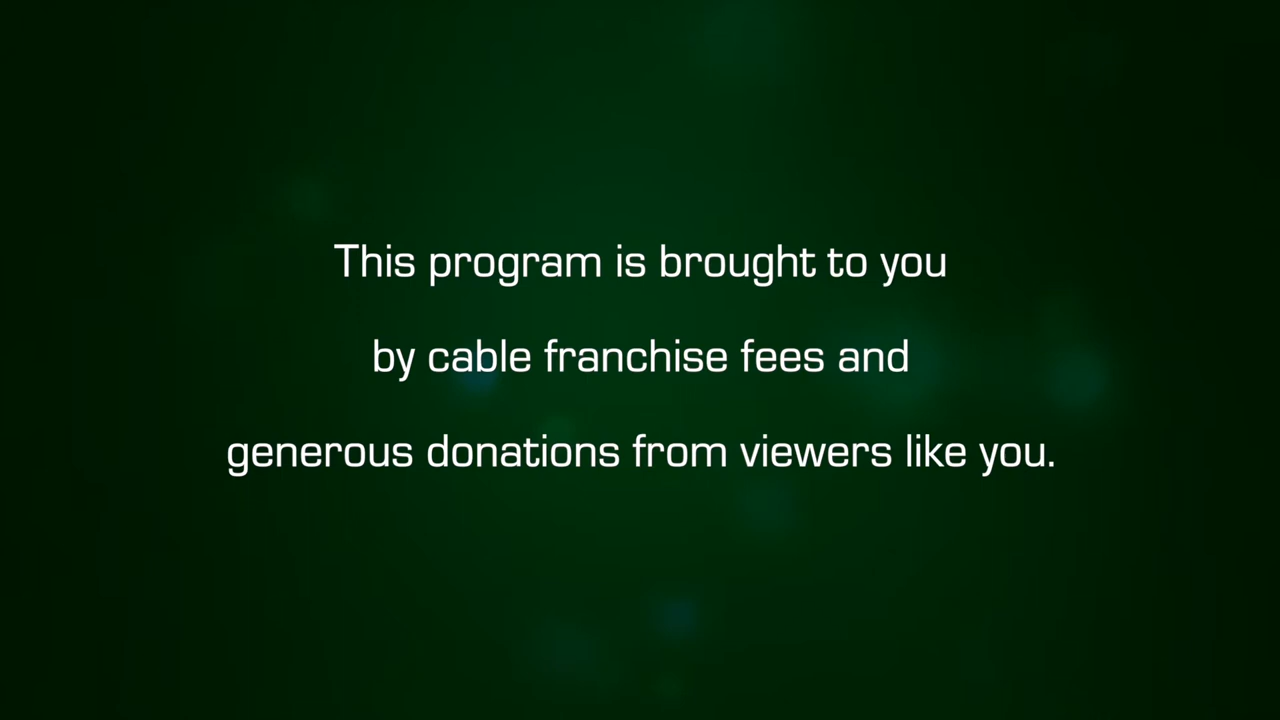 This program is brought to you
by cable franchise fees and
generous donations from viewers like you.